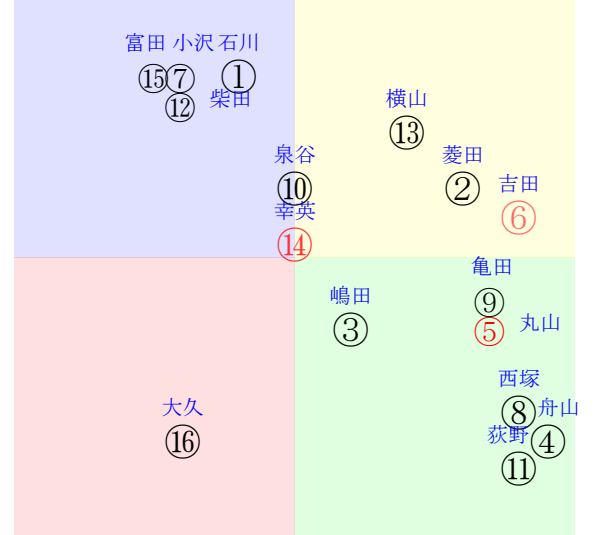 富田 小沢 石川
⑮ ⑦ ①
⑫ 柴田
横山
⑬
泉谷 菱田
⑩ ② 吉田
幸英 ⑥
⑭
亀田
嶋田 ⑨
③ ⑤ 丸山
西塚
大久 ⑧ 舟山
⑯ 荻野 ④
⑪